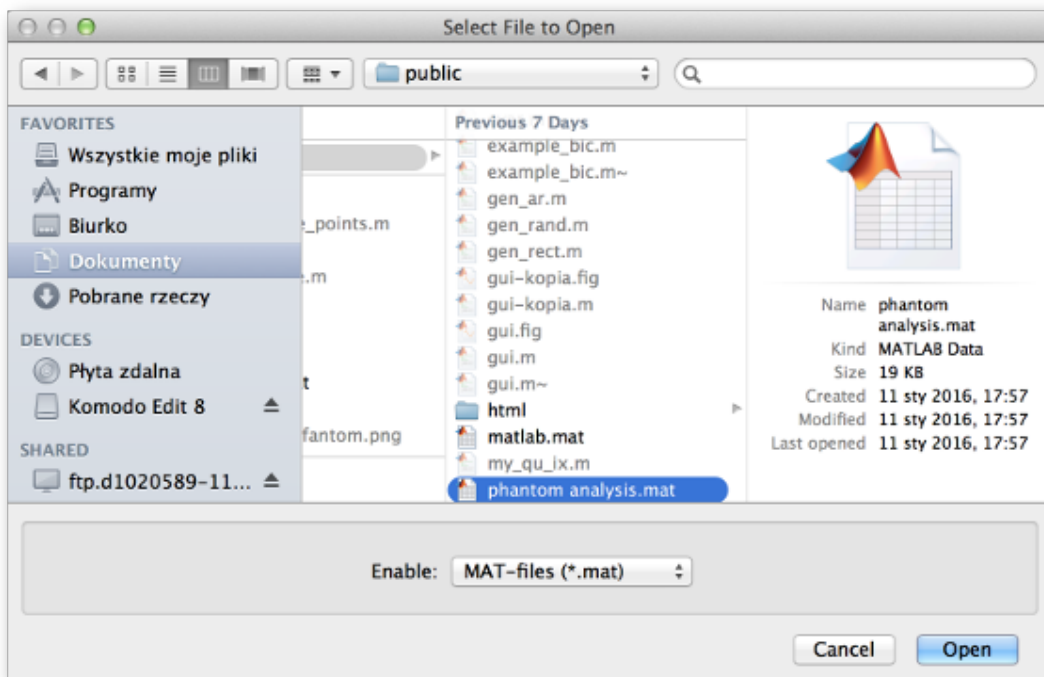 Select File to Open
public
FAVORITES
Wszystkie moje pliki
Programy
Biurko
Dokumenty
Pobrane rzeczy
DEVICES
Płyta zdalna
Komodo Edit 8
SHARED
ftp.d1020589-11...
e_points.m
.m
t
fantom.png
Previous 7 Days
example_bic.m
example_bic.m~
gen_ar.m
gen_rand.m
gen_rect.m
gui-kopia.fig
gui-kopia.m
gui.fig
gui.m
gui.m~
html
matlab.mat
my_qu_ix.m
phantom analysis.mat
Name phantom
analysis.mat
Kind MATLAB Data
Size 19 KB
Created 11 sty 2016, 17:57
Modified 11 sty 2016, 17:57
Last opened 11 sty 2016, 17:57
Enable: MAT-files (*.mat)
Cancel Open